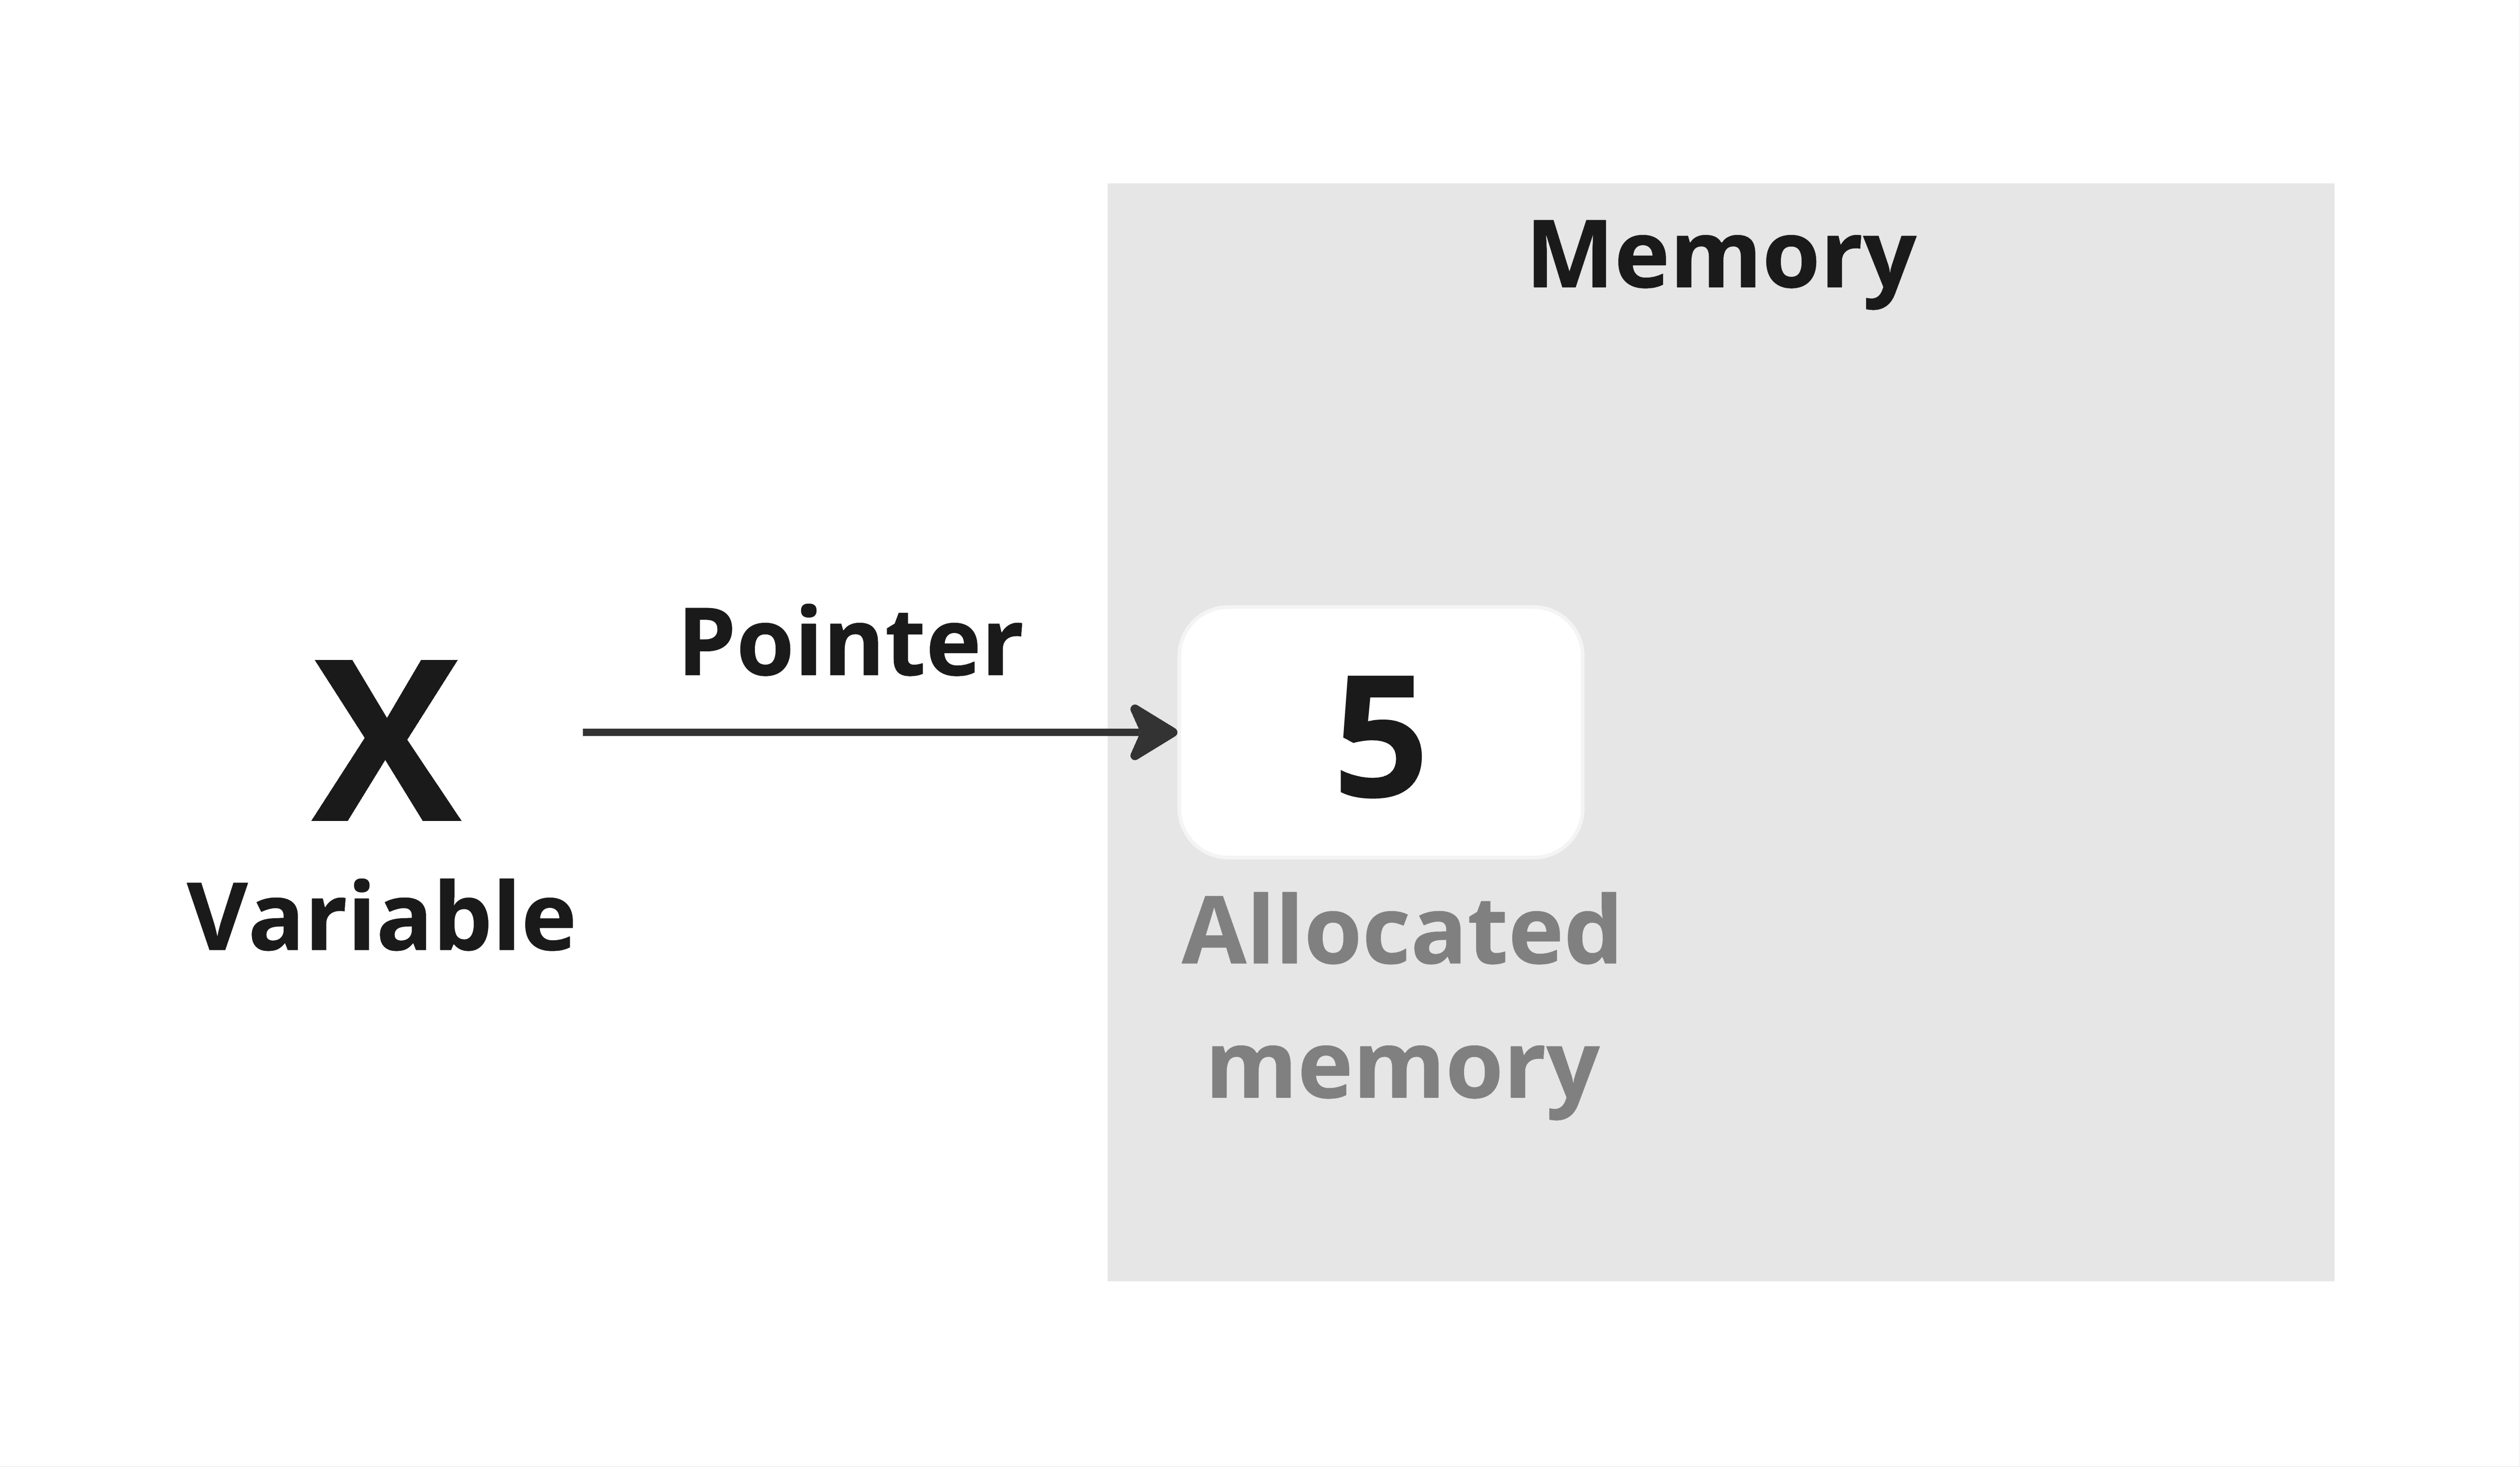 Memory
Pointer
X
5
Variable
Allocated
memory